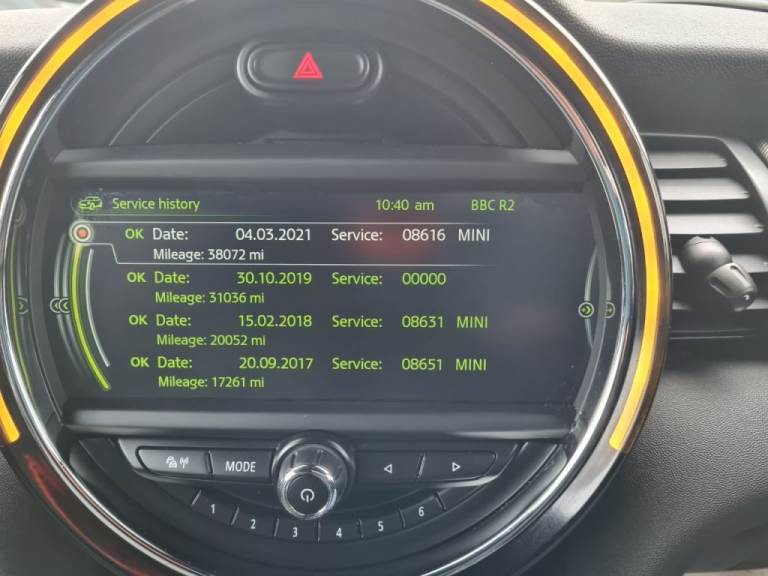 Service history 10:40 am BBC R2
OK Date: 04.03.2021 Service: 08616 MINI
Mileage: 38072 mi
OK Date: 30.10.2019 Service: 00000
Mileage: 31036 mi
OK Date: 15.02.2018 Service: 08631 MINI
Mileage: 20052 mi
OK Date: 20.09.2017 Service: 08651 MINI
Mileage: 17261 mi
MODE
1 2 3 4 5 6